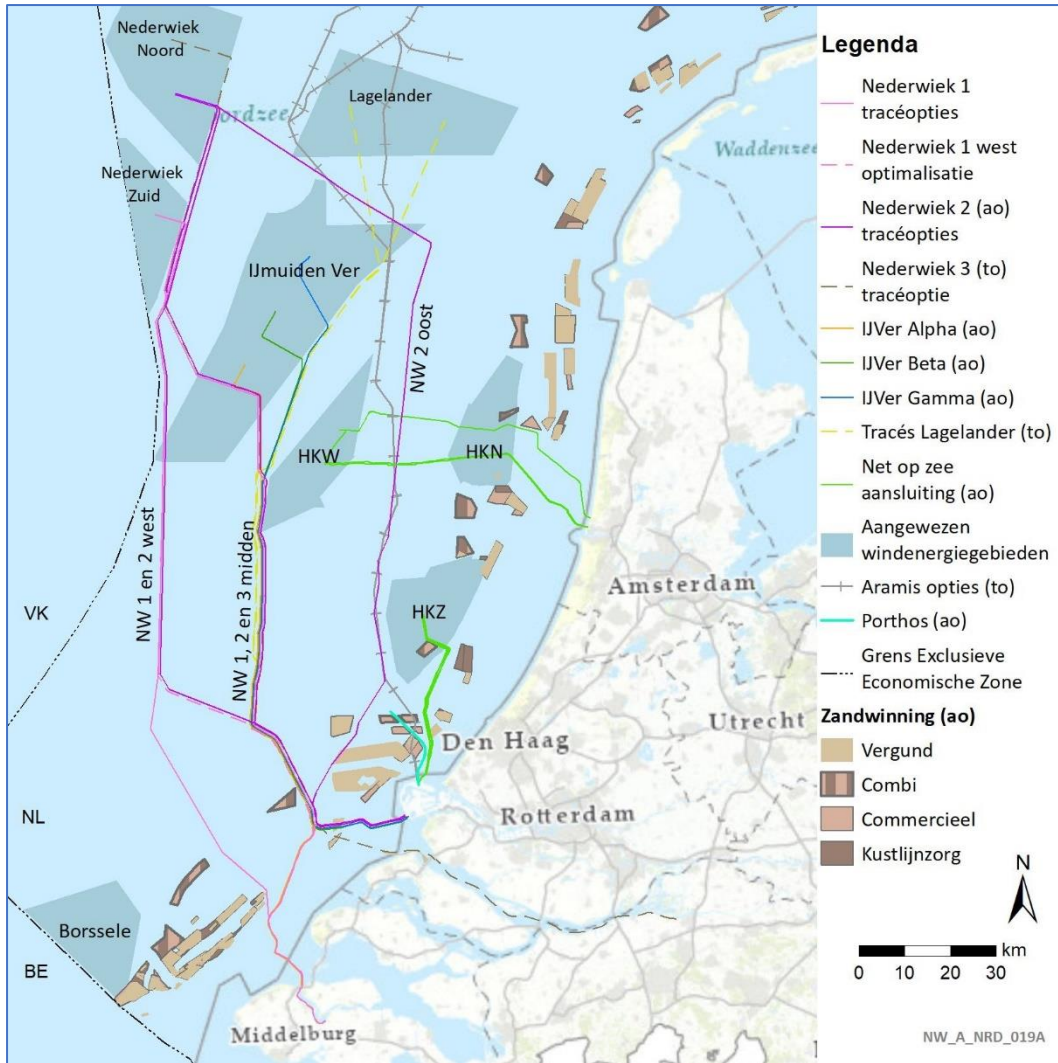 Nederwiek
Noord
ordzee
Lagelander
Nederwiek
Zuid
IJmuiden Ver
NW 2 oost
HKW
HKN
NW 1 en 2 west
NW 1, 2 en 3 midden
HKZ
VK
NL
BE
Borssele
Waddenzee
Amsterdam
Utrecht
Den Haag
Rotterdam
Middelburg
Legenda
Nederwiek 1
tracéopties
Nederwiek 1 west
optimalisatie
Nederwiek 2 (ao)
tracéopties
Nederwiek 3 (to)
tracéoptie
IJVer Alpha (ao)
IJVer Beta (ao)
IJVer Gamma (ao)
Tracés Lagelander (to)
Net op zee
aansluiting (ao)
Aangewezen
windenergiegebieden
Aramis opties (to)
Porthos (ao)
Grens Exclusieve
Economische Zone
Zandwinning (ao)
Vergund
Combi
Commercieel
Kustlijnzorg
N
km
0 10 20 30
NW_A_NRD_019A